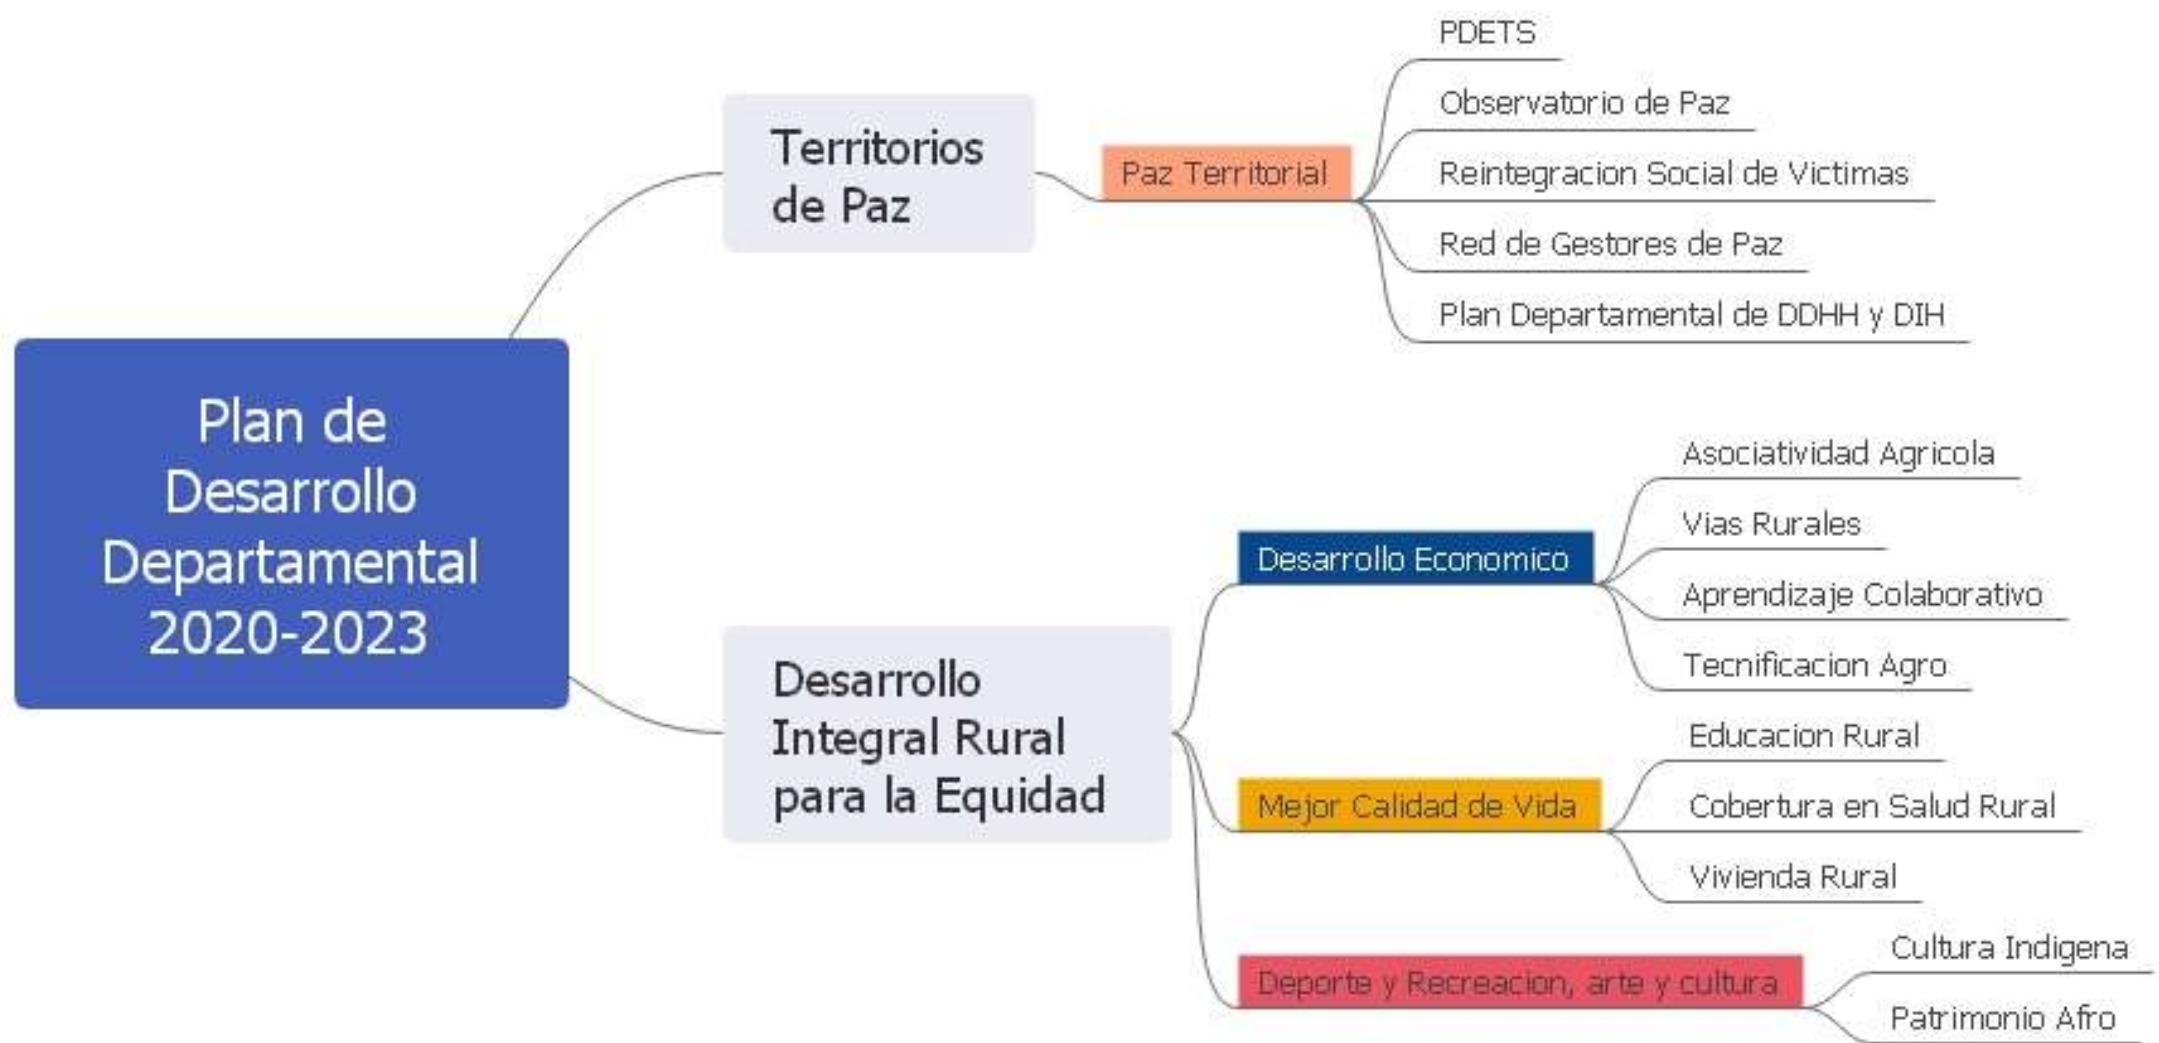 Plan de
Desarrollo
Departamental
2020-2023
Territorios
de Paz
Paz Territorial
PDETS
Observatorio de Paz
Reintegracion Social de Victimas
Red de Gestores de Paz
Plan Departamental de DDHH y DIH
Desarrollo
Integral Rural
para la Equidad
Desarrollo Economico
Asociatividad Agricola
Vias Rurales
Aprendizaje Colaborativo
Tecnificacion Agro
Mejor Calidad de Vida
Educacion Rural
Cobertura en Salud Rural
Vivienda Rural
Deporte y Recreacion, arte y cultura
Cultura Indigena
Patrimonio Afro